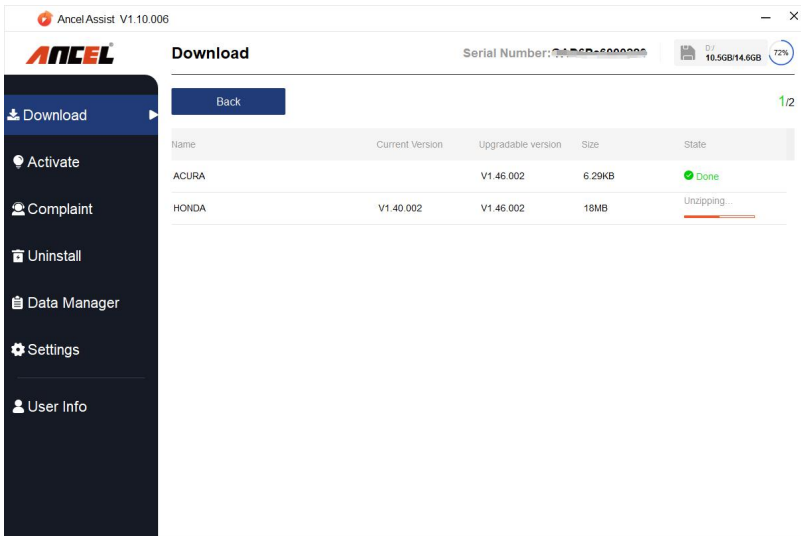 Ancel Assist V1.10.006
ANCEL
Download
Serial Number:
D:/
10.5GB/14.6GB
72%
Download
Back
1/2
Activate
Name Current Version Upgradable version Size State
ACURA V1.46.002 6.29KB Done
HONDA V1.40.002 V1.46.002 18MB Unzipping...
Complaint
Uninstall
Data Manager
Settings
User Info